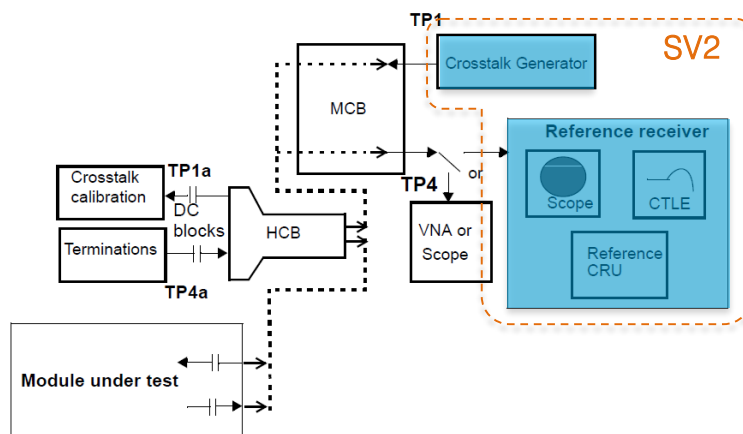 TP1
SV2
Crosstalk Generator
MCB
Reference receiver
Scope
CTLE
Reference
CRU
or
TP4
VNA or
Scope
TP1a
Crosstalk
calibration
DC
blocks
HCB
Terminations
TP4a
Module under test